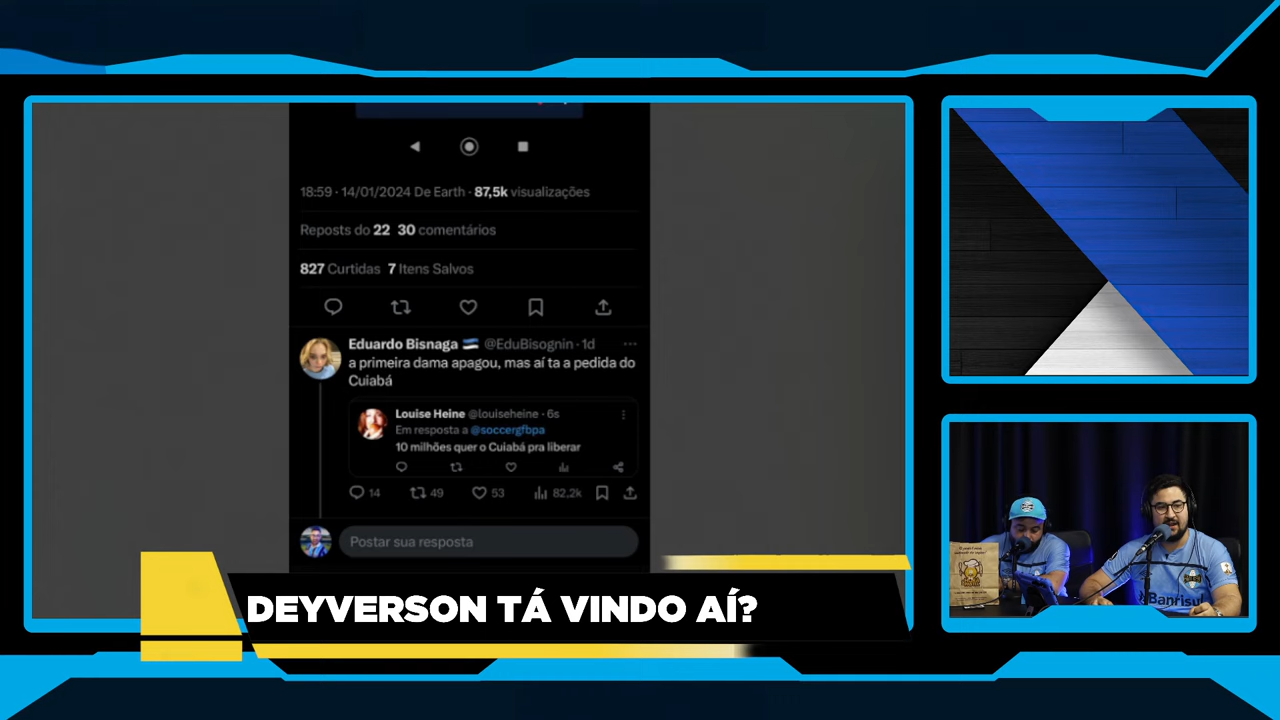 18:59 · 14/01/2024 De Earth · 87,5k visualizações
Reposts do 22 30 comentários
827 Curtidas 7 Itens Salvos
Eduardo Bisnaga @EduBisognin · 1d
a primeira dama apagou, mas aí ta a pedida do
Cuiabá
Louise Heine @louiseheine · 6s
Em resposta a @soccergfbpa
10 milhões quer o Cuiabá pra liberar
14 49 53 82,2k
Postar sua resposta
DEYVERSON TÁ VINDO AÍ?
Banrisul